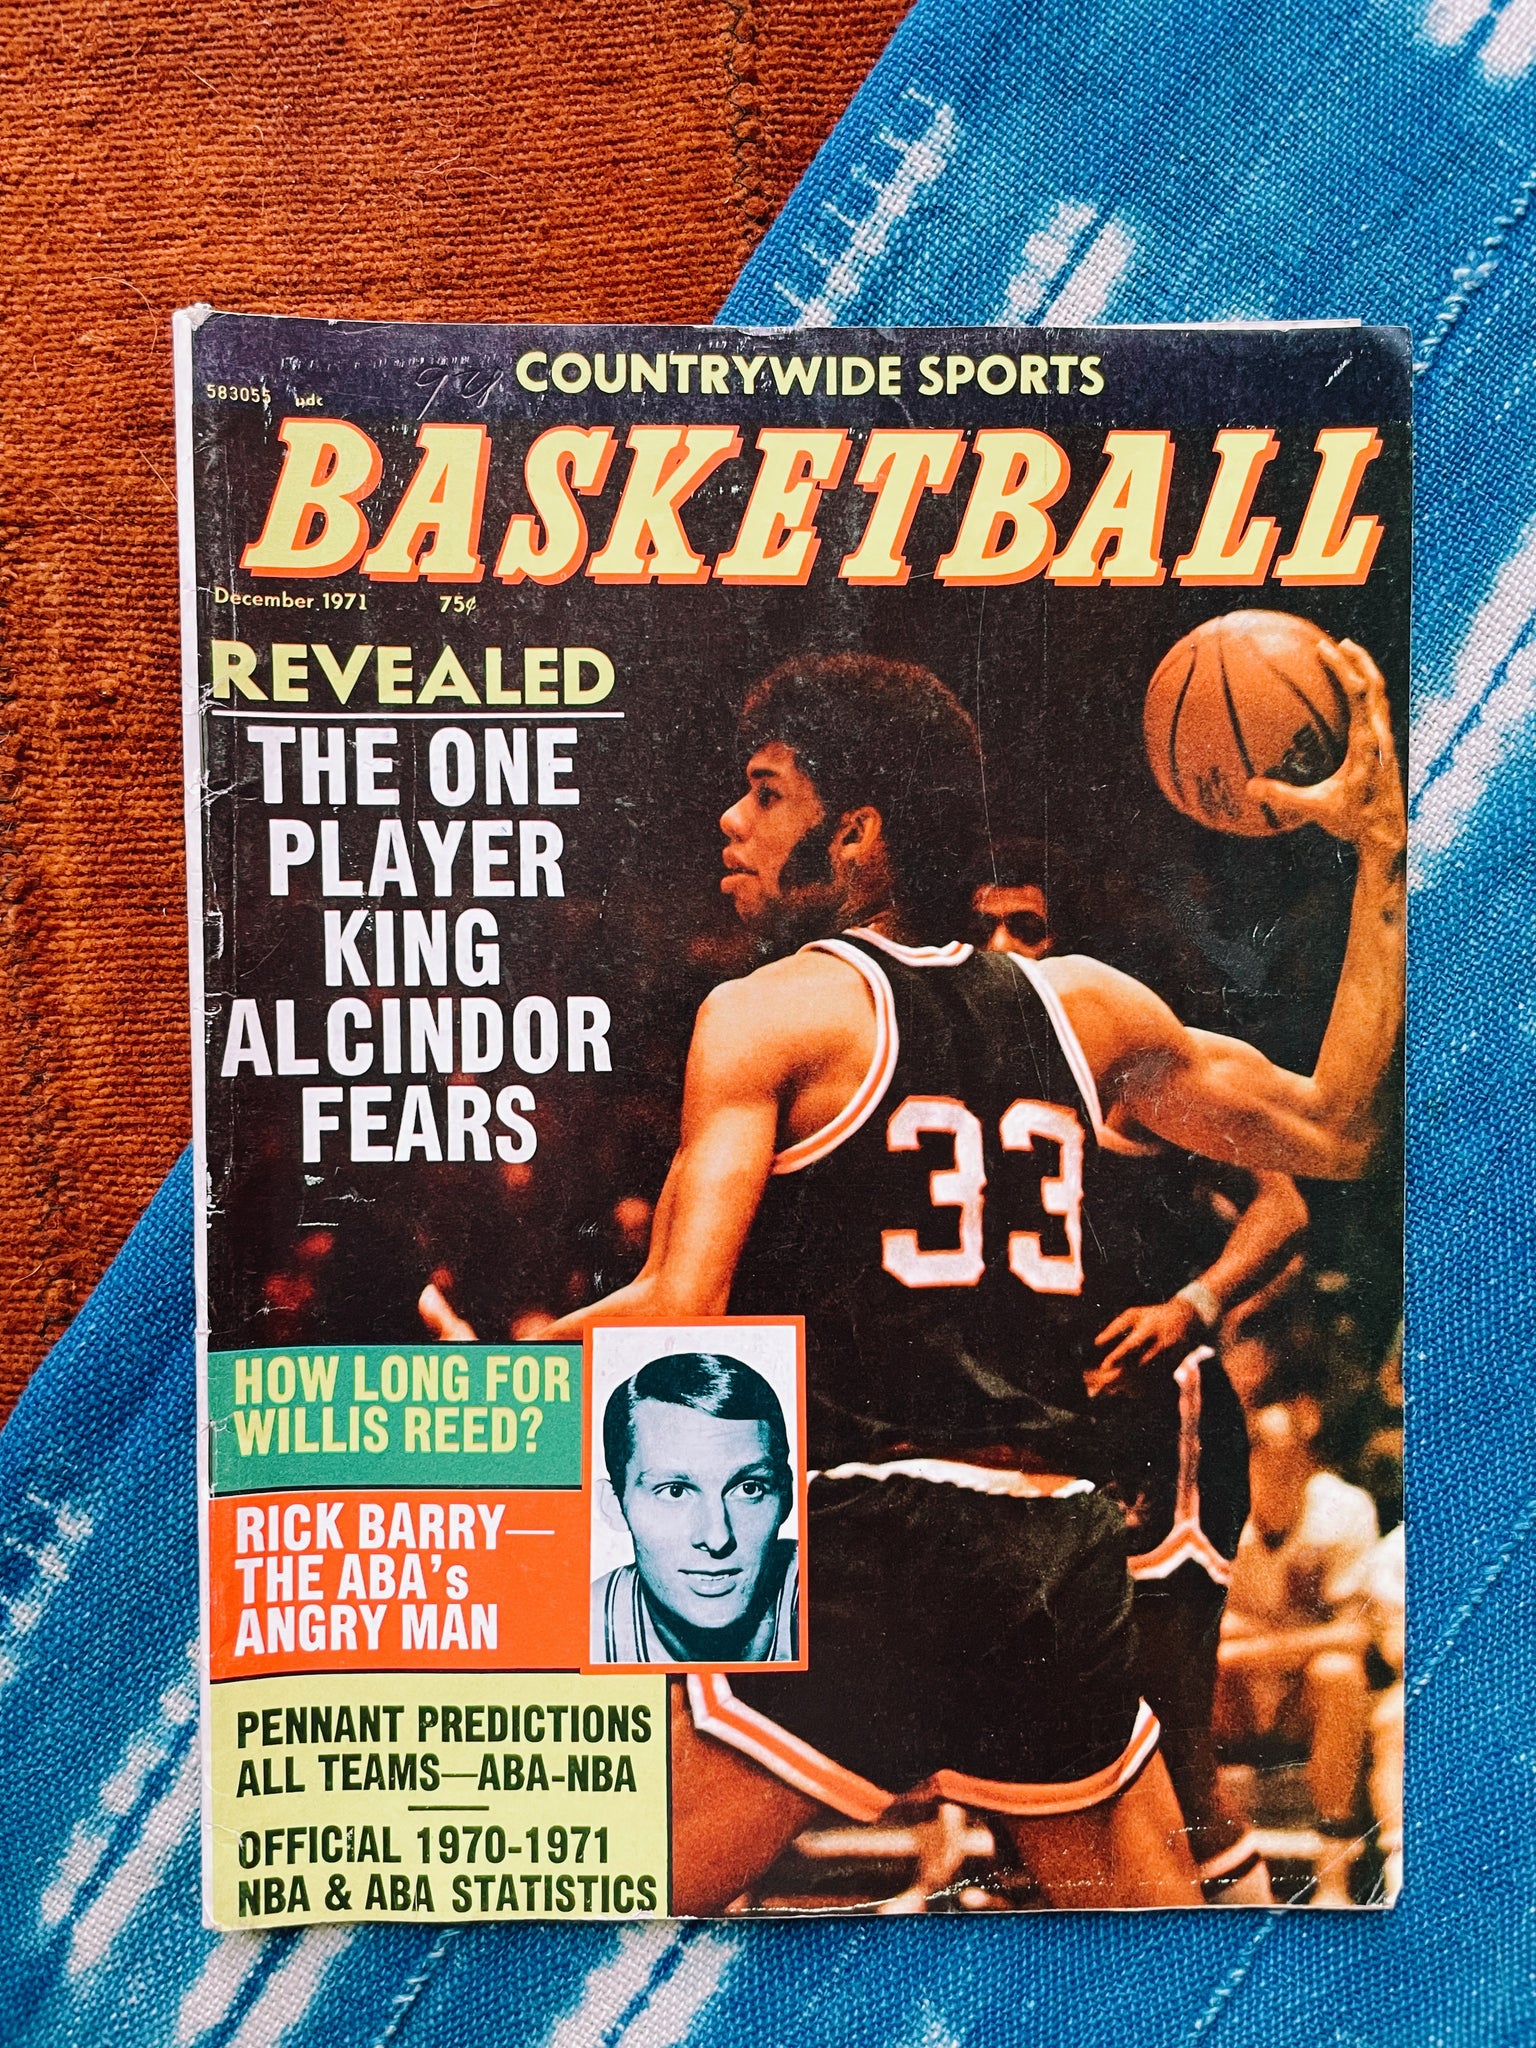 COUNTRYWIDE SPORTS
583055 µdc
BASKETBALL
December 1971 75¢
REVEALED
THE ONE
PLAYER
KING
ALCINDOR
FEARS
33
HOW LONG FOR
WILLIS REED?
RICK BARRY—
THE ABA's
ANGRY MAN
PENNANT PREDICTIONS
ALL TEAMS—ABA-NBA
OFFICIAL 1970-1971
NBA & ABA STATISTICS